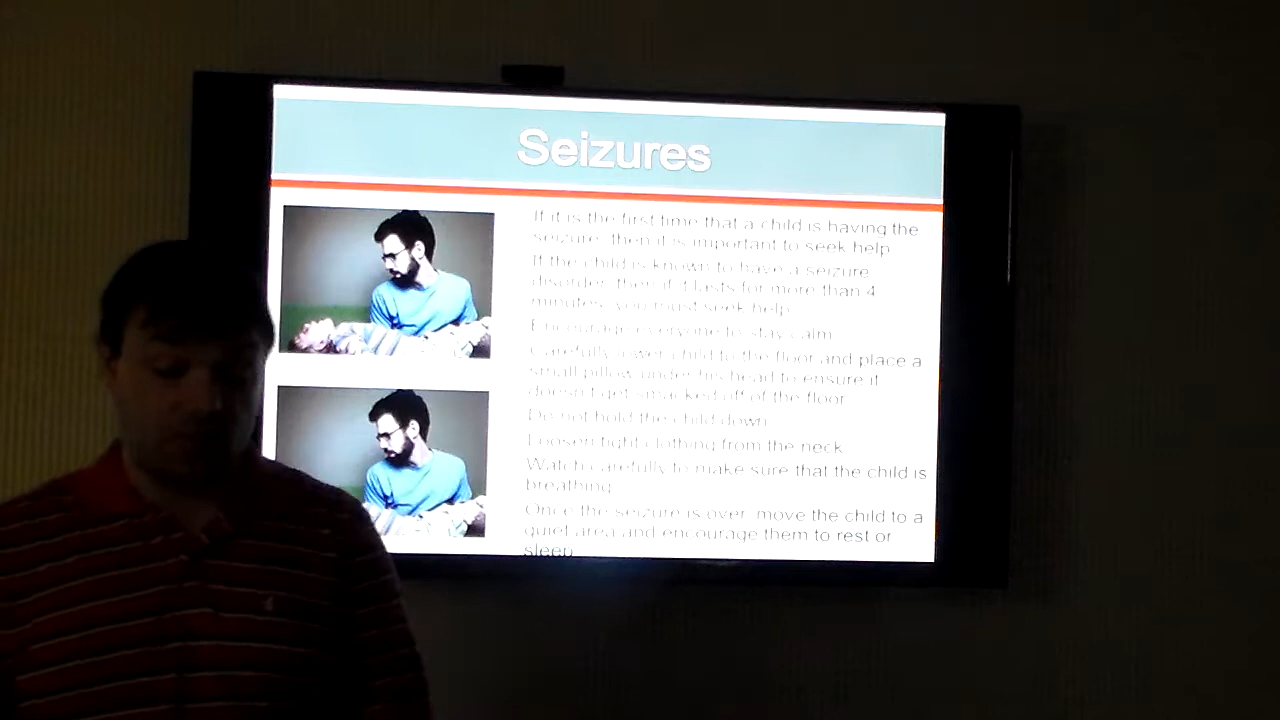 Seizures
If it is the first time that a child is having the
seizure, then it is important to seek help
If the child is known to have a seizure
disorder, then if it lasts for more than 4
minutes, you must seek help
Encourage everyone to stay calm
Carefully lower child to the floor and place a
small pillow under his head to ensure it
doesn't get smacked off of the floor
Do not hold the child down
Loosen tight clothing from the neck
Watch carefully to make sure that the child is
breathing
Once the seizure is over, move the child to a
quiet area and encourage them to rest or
sleep